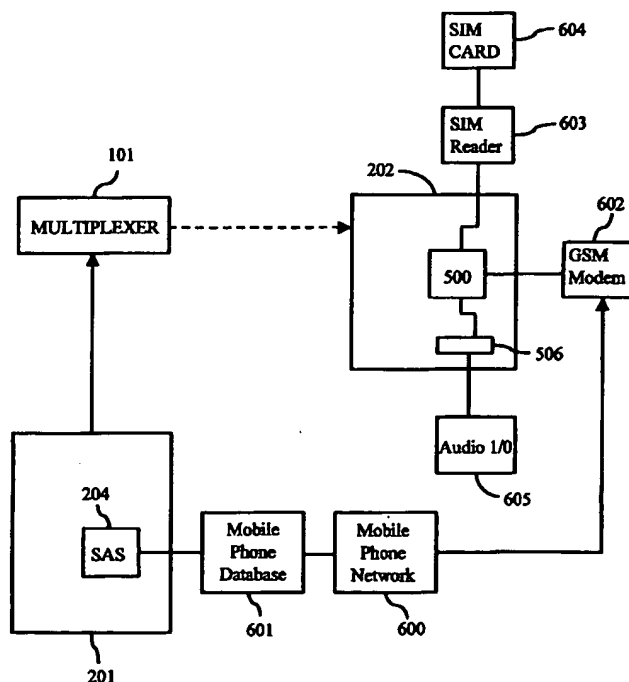 SIM
CARD
604
SIM
Reader
603
101
202
MULTIPLEXER
602
GSM
Modem
500
506
Audio 1/0
605
204
SAS
Mobile
Phone
Database
Mobile
Phone
Network
601
600
201